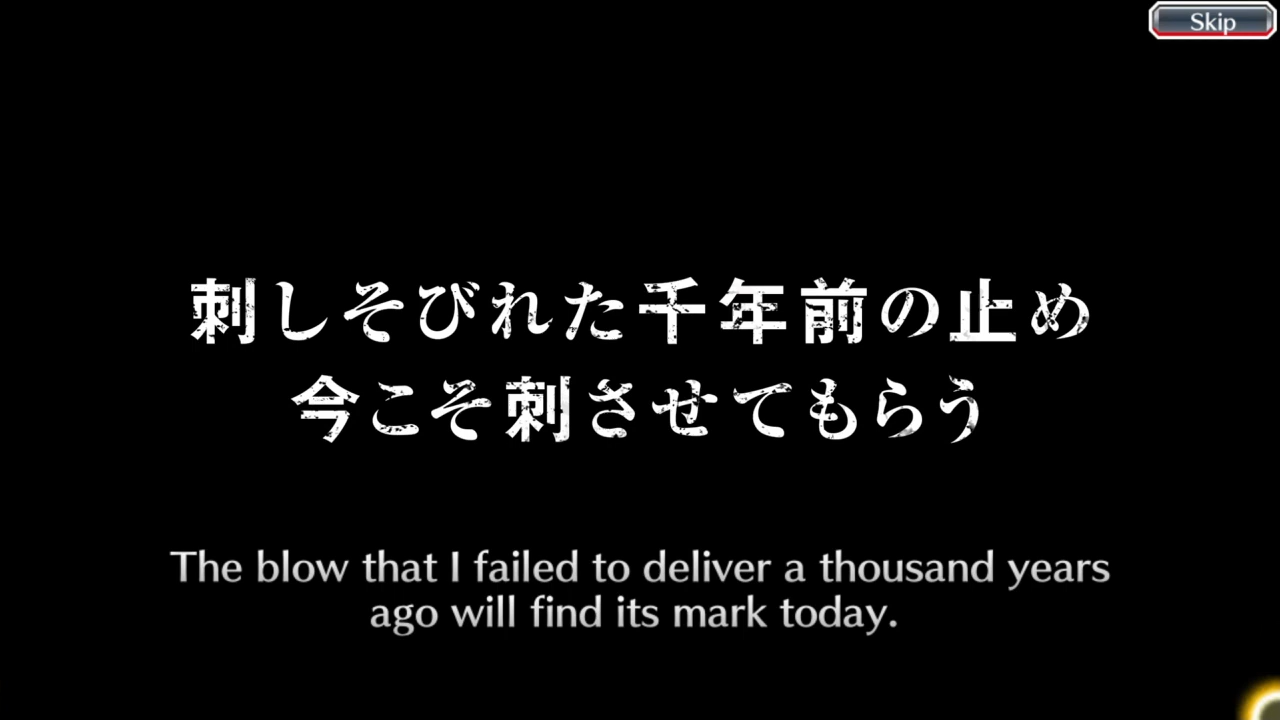 Skip
刺しそびれた千年前の止め
今こそ刺させてもらう
The blow that I failed to deliver a thousand years
ago will find its mark today.